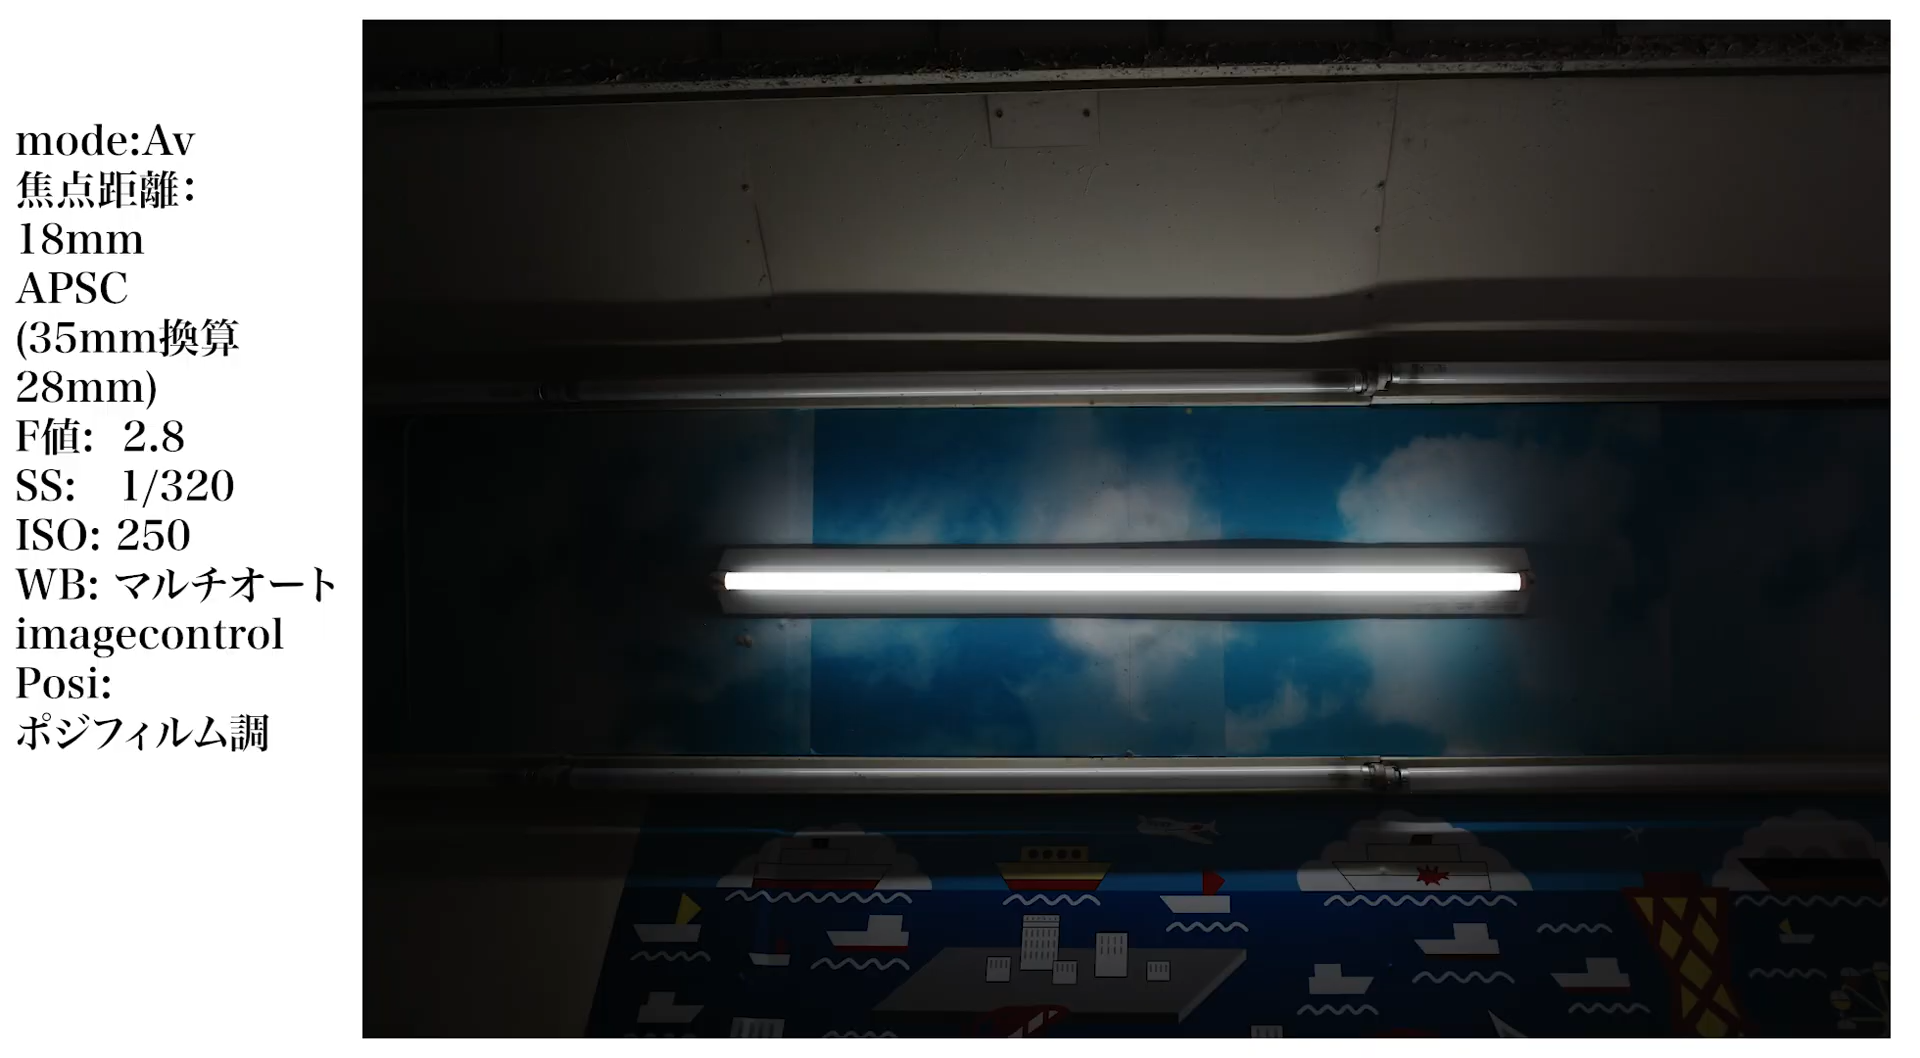 mode:Av
焦点距離：
18mm
APSC
(35mm換算
28mm)
F値:  2.8
SS:   1/320
ISO: 250
WB: マルチオート
imagecontrol
Posi:
ポジフィルム調